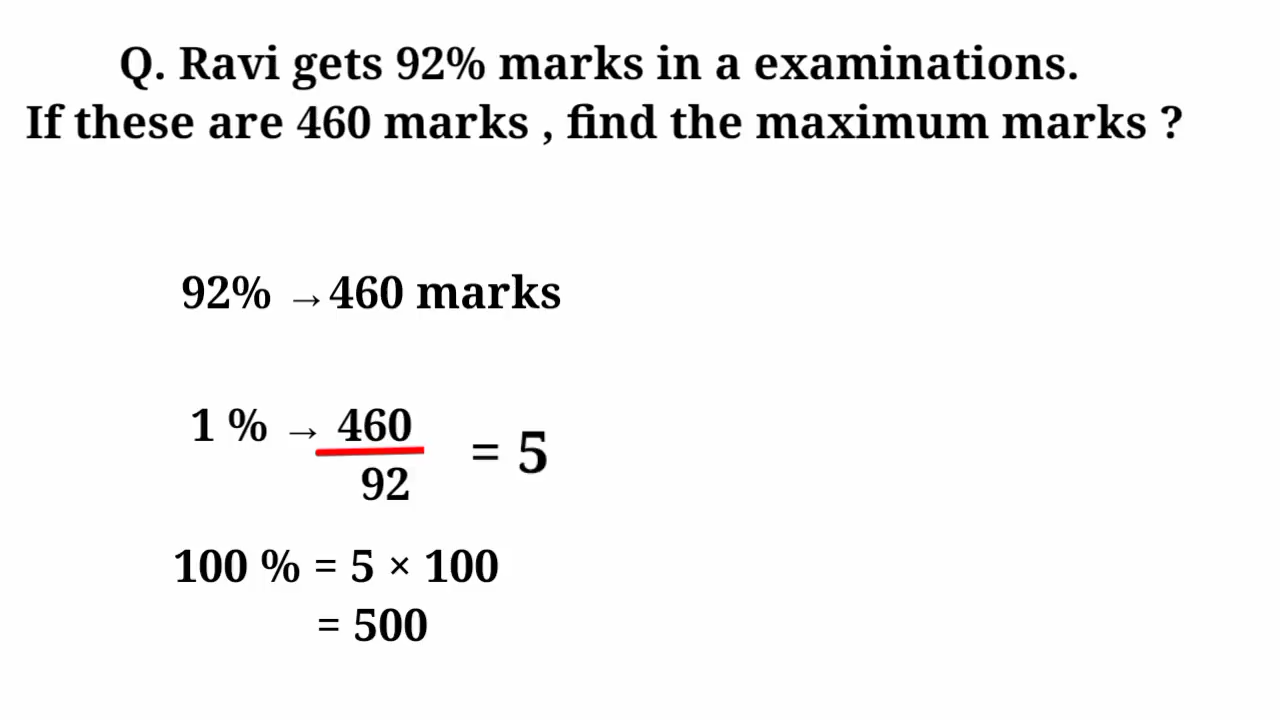 Q. Ravi gets 92% marks in a examinations.
If these are 460 marks , find the maximum marks ?
92% →460 marks
1 % → 460
= 5
92
100 % = 5 × 100
= 500